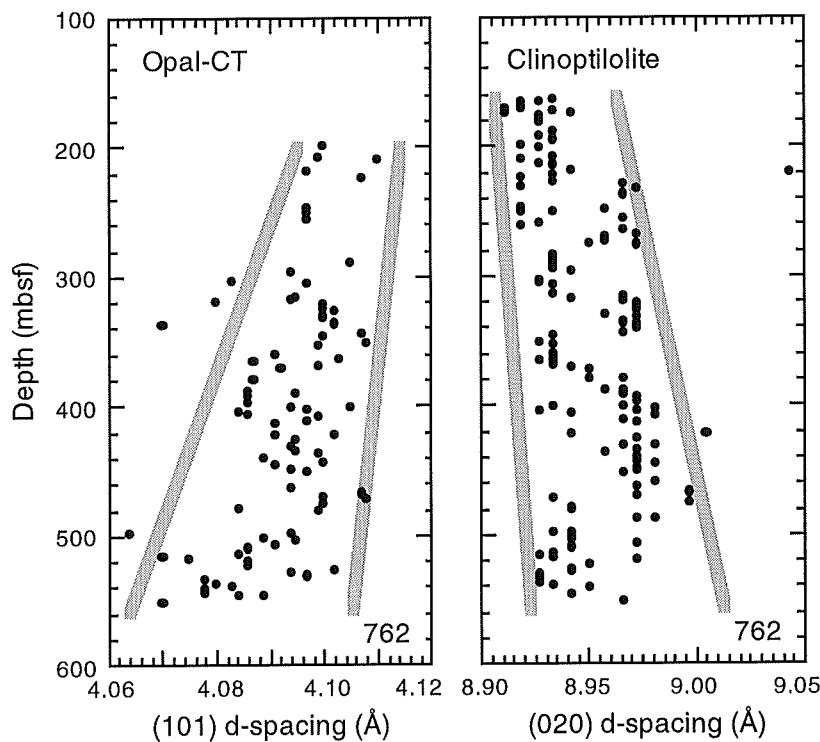 100
200
300
400
500
600
Depth (mbsf)
Opal-CT
762
4.06 4.08 4.10 4.12
(101) d-spacing (Å)
Clinoptilolite
762
8.90 8.95 9.00 9.05
(020) d-spacing (Å)